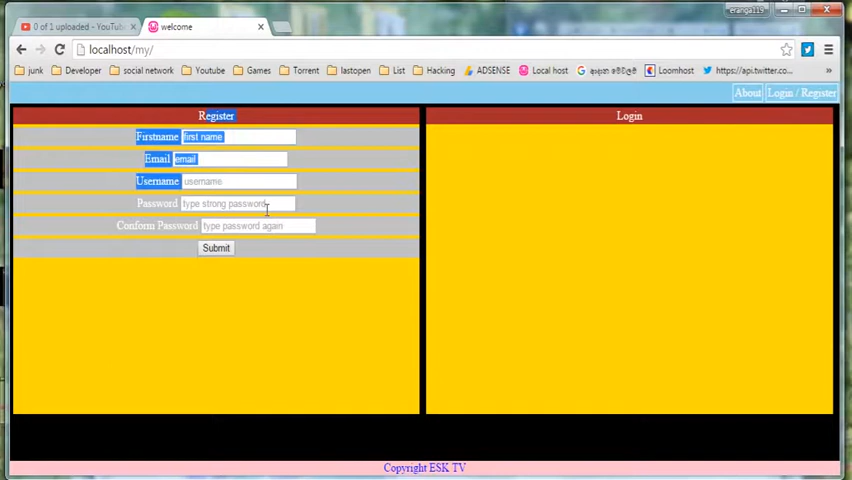 eranga119
0 of 1 uploaded - YouTube
welcome
localhost/my/
junk
Developer
social network
Youtube
Games
Torrent
lastopen
List
Hacking
ADSENSE
Local host
Loomhost
https://api.twitter.co...
»
About
Login / Register
Register
Login
Firstname first name
Email email
Username username
Password type strong password
Conform Password type password again
Submit
Copyright ESK TV